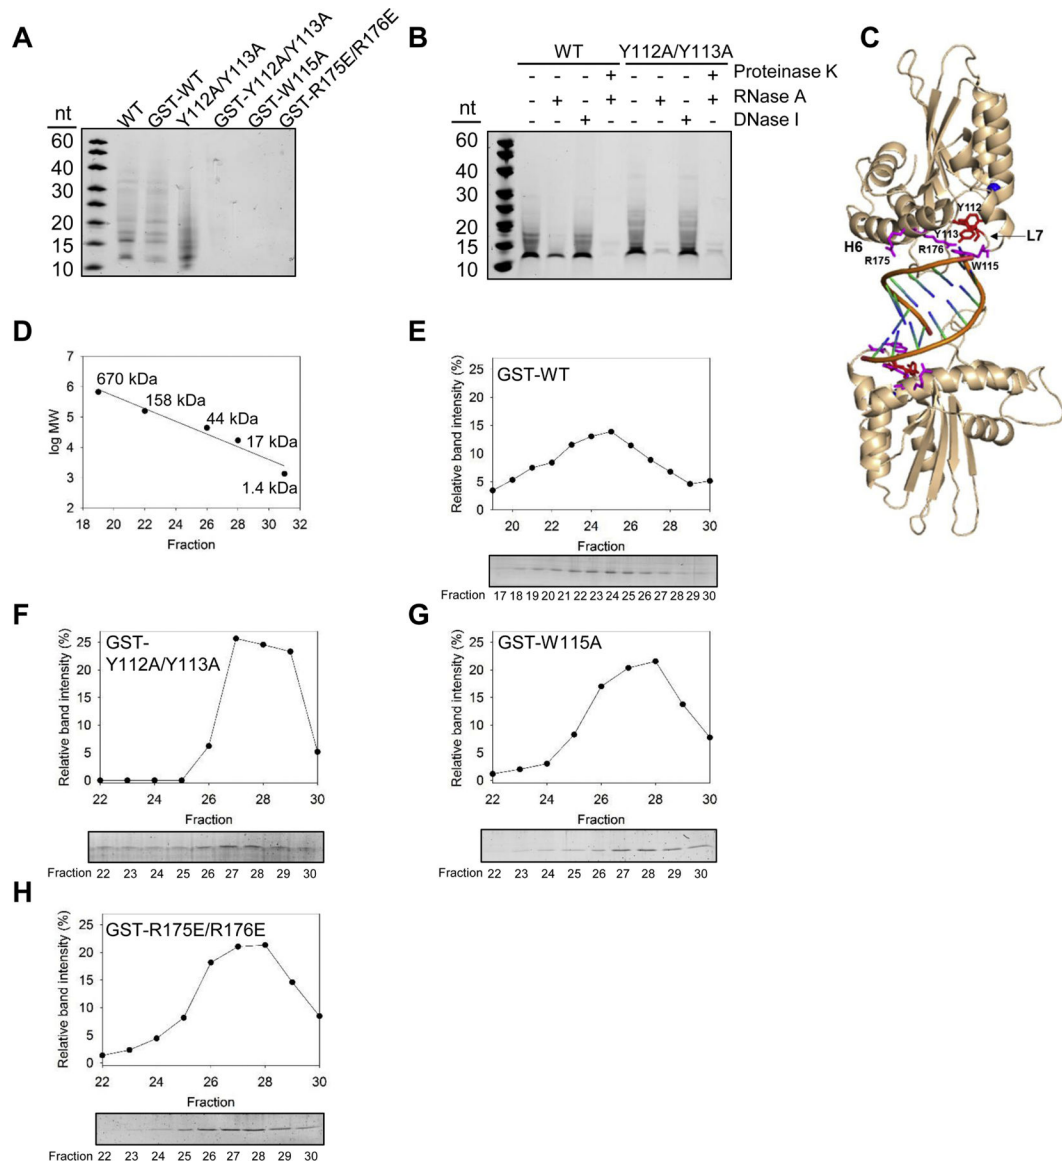 A
WT
GST-WT
Y112A/Y113A
GST-Y112A/Y113A
GST-W115A
GST-R175E/R176E
nt
60
40
30
20
15
10
B
WT Y112A/Y113A
- - - + - - - + Proteinase K
- + - + - + - + RNase A
- - + - - - + - DNase I
nt
60
40
30
20
15
10
C
Y112
Y113
L7
H6
R176
R175
W115
D
log MW
7
6
5
4
3
2
670 kDa
158 kDa
44 kDa
17 kDa
1.4 kDa
18 20 22 24 26 28 30 32
Fraction
E
GST-WT
Relative band intensity (%)
15
10
5
0
20 22 24 26 28 30
Fraction
Fraction 17 18 19 20 21 22 23 24 25 26 27 28 29 30
F
GST-
Y112A/Y113A
Relative band intensity (%)
25
20
15
10
5
0
22 24 26 28 30
Fraction
Fraction 22 23 24 25 26 27 28 29 30
G
GST-W115A
Relative band intensity (%)
25
20
15
10
5
0
22 24 26 28 30
Fraction
Fraction 22 23 24 25 26 27 28 29 30
H
GST-R175E/R176E
Relative band intensity (%)
25
20
15
10
5
0
22 24 26 28 30
Fraction
Fraction 22 23 24 25 26 27 28 29 30